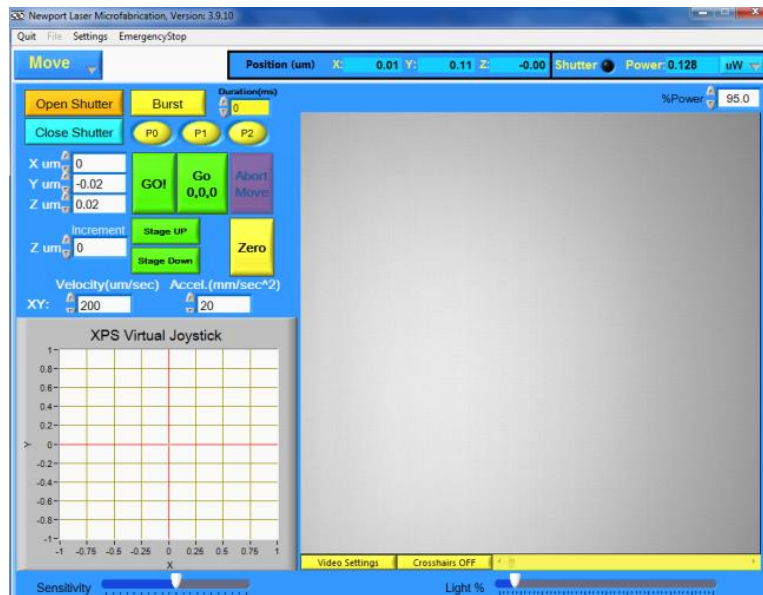 Newport Laser Microfabrication, Version: 3.9.10
Quit File Settings EmergencyStop
Move
Position (um) X: 0.01 Y: 0.11 Z: -0.00 Shutter Power: 0.128 uW
%Power 95.0
Open Shutter Burst Duration(ms) 0
Close Shutter P0 P1 P2
X um 0
Y um -0.02
Z um 0.02
GO! Go 0,0,0 Abort Move
Increment
Z um 0
Stage UP
Stage Down
Zero
Velocity(um/sec) Accel.(mm/sec^2)
XY: 200 20
XPS Virtual Joystick
1
0.8
0.6
0.4
0.2
0
-0.2
-0.4
-0.6
-0.8
-1
Y
-1 -0.75 -0.5 -0.25 0 0.25 0.5 0.75 1
X
Video Settings Crosshairs OFF
Sensitivity Light %